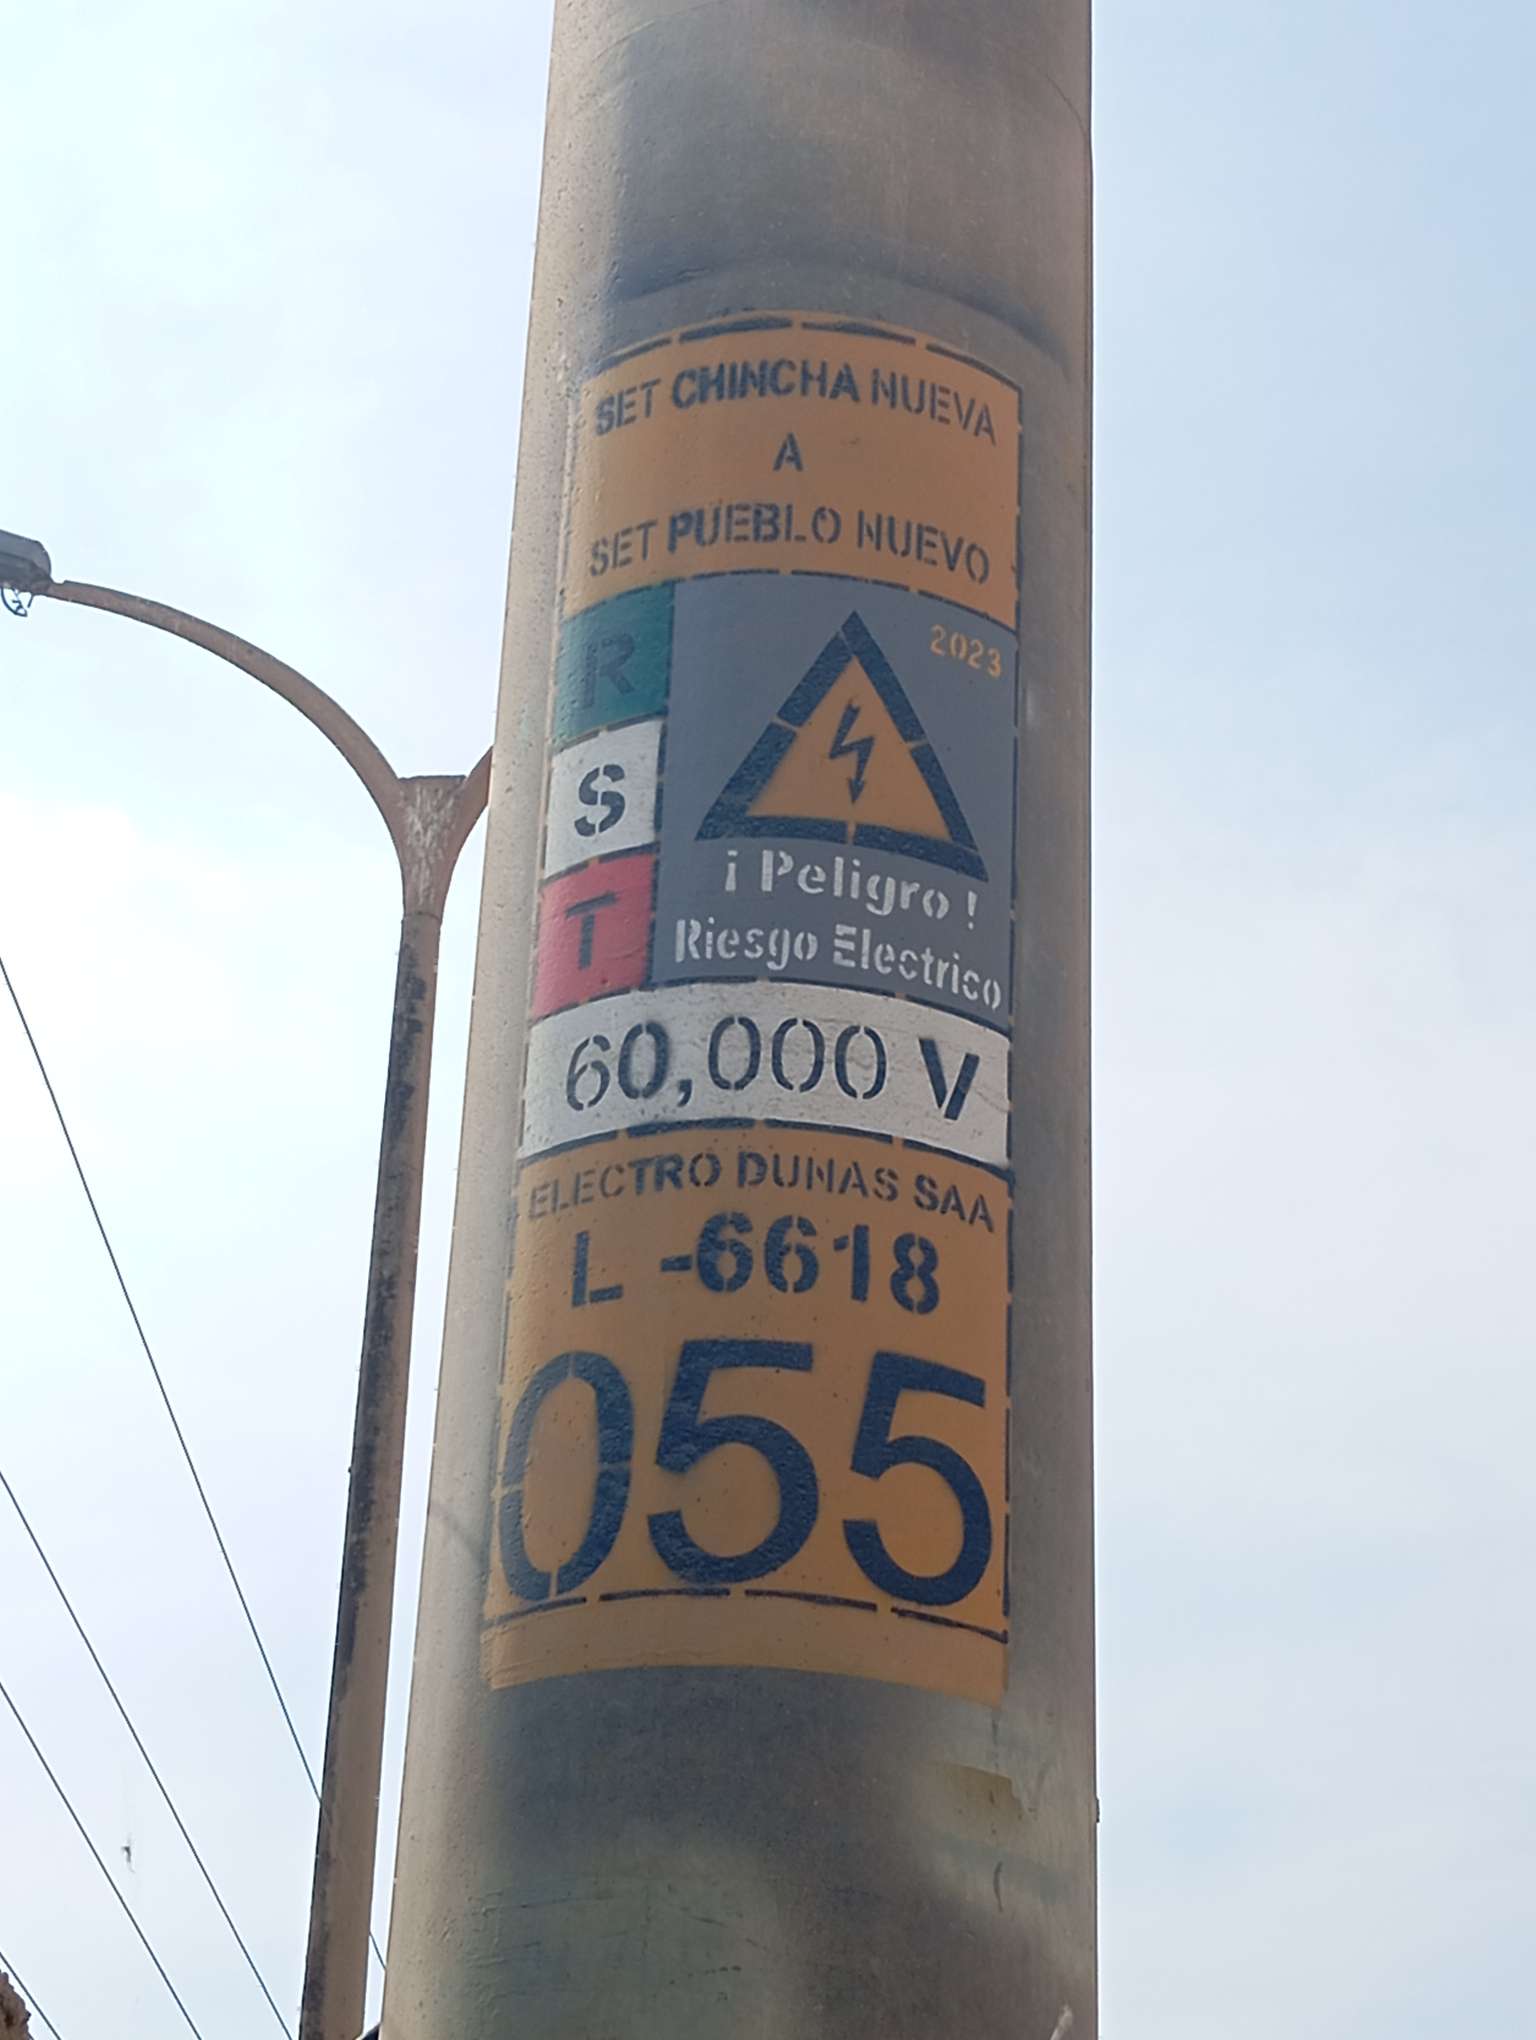 SET CHINCHA NUEVA
A
SET PUEBLO NUEVO
2023
R
S
T
¡ Peligro !
Riesgo Electrico
60,000 V
ELECTRO DUNAS SAA
L -6618
055